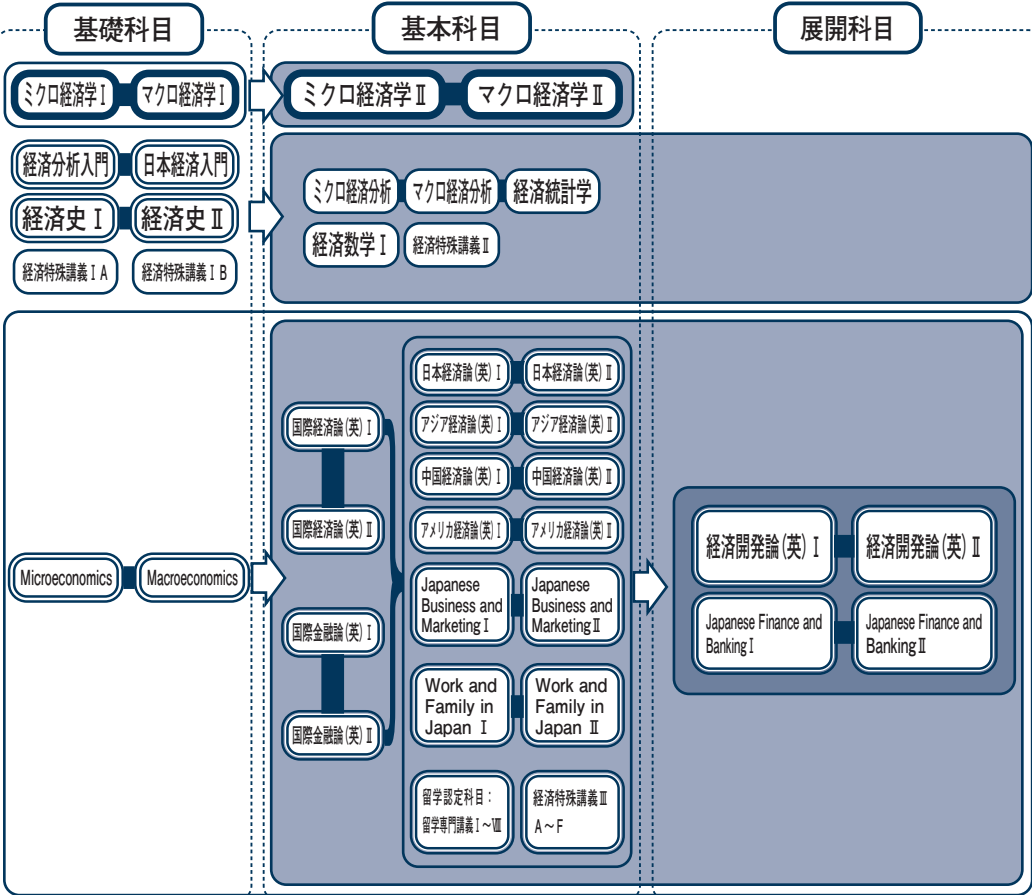 基礎科目
基本科目
展開科目
ミクロ経済学Ⅰ
マクロ経済学Ⅰ
ミクロ経済学Ⅱ
マクロ経済学Ⅱ
経済分析入門
日本経済入門
経済史Ⅰ
経済史Ⅱ
経済特殊講義ⅠA
経済特殊講義ⅠB
ミクロ経済分析
マクロ経済分析
経済統計学
経済数学Ⅰ
経済特殊講義Ⅱ
Microeconomics
Macroeconomics
国際経済論(英)Ⅰ
国際経済論(英)Ⅱ
国際金融論(英)Ⅰ
国際金融論(英)Ⅱ
日本経済論(英)Ⅰ
日本経済論(英)Ⅱ
アジア経済論(英)Ⅰ
アジア経済論(英)Ⅱ
中国経済論(英)Ⅰ
中国経済論(英)Ⅱ
アメリカ経済論(英)Ⅰ
アメリカ経済論(英)Ⅱ
Japanese
Business and
MarketingⅠ
Japanese
Business and
MarketingⅡ
Work and
Family in
Japan Ⅰ
Work and
Family in
Japan Ⅱ
留学認定科目：
留学専門講義Ⅰ～Ⅷ
経済特殊講義Ⅲ
A～F
経済開発論(英)Ⅰ
経済開発論(英)Ⅱ
Japanese Finance and
BankingⅠ
Japanese Finance and
BankingⅡ